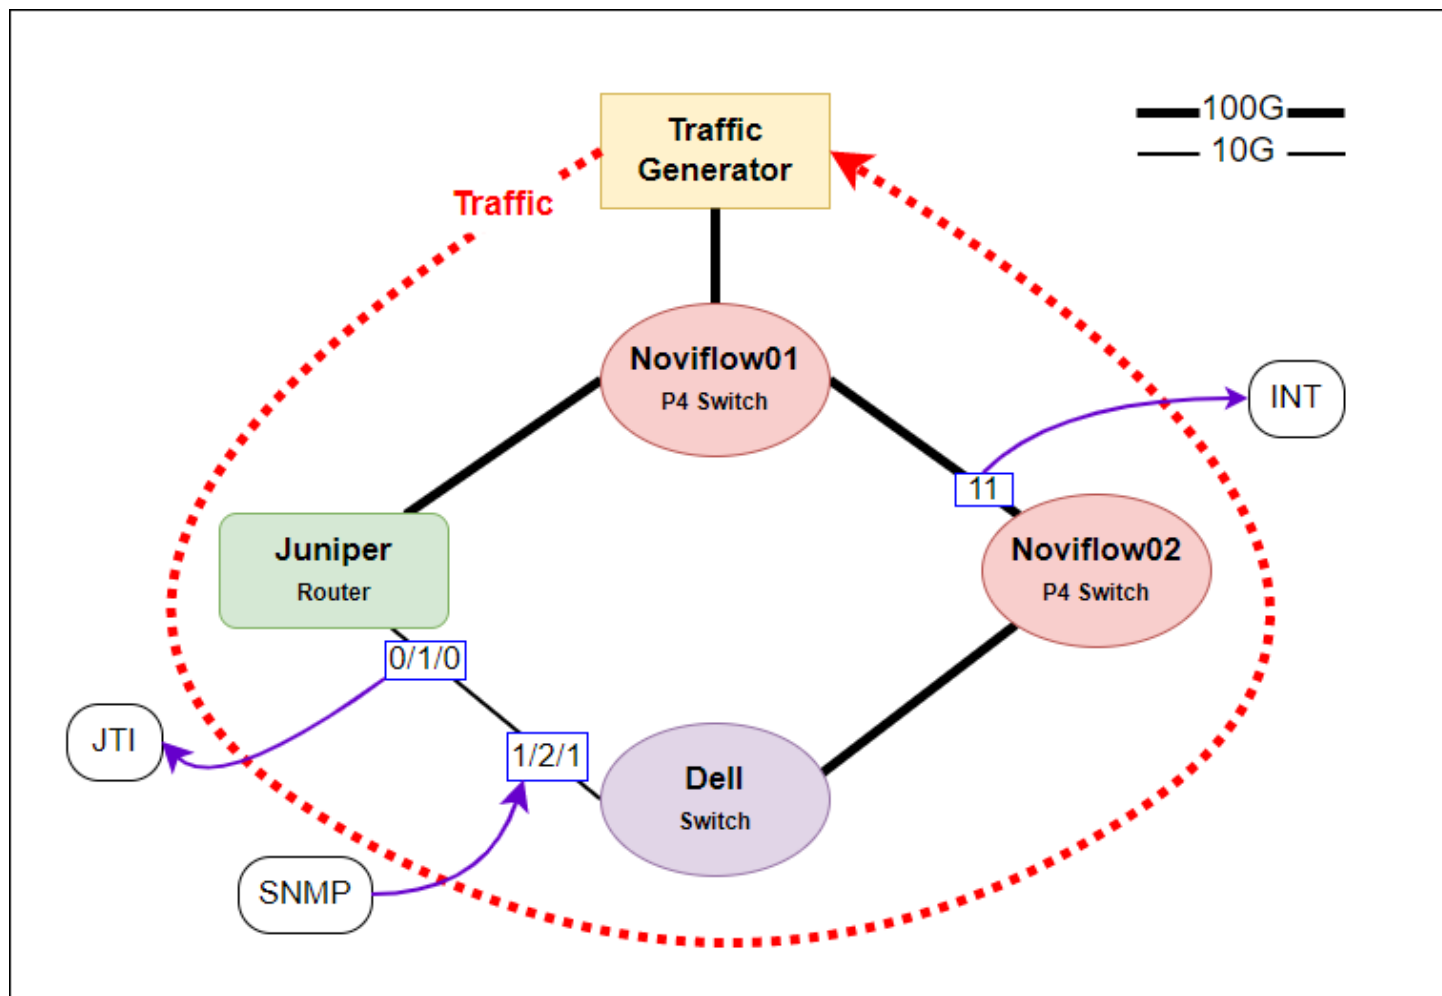 Traffic
Generator
100G
10G
Traffic
Noviflow01
P4 Switch
INT
11
Juniper
Router
Noviflow02
P4 Switch
0/1/0
JTI
1/2/1
Dell
Switch
SNMP